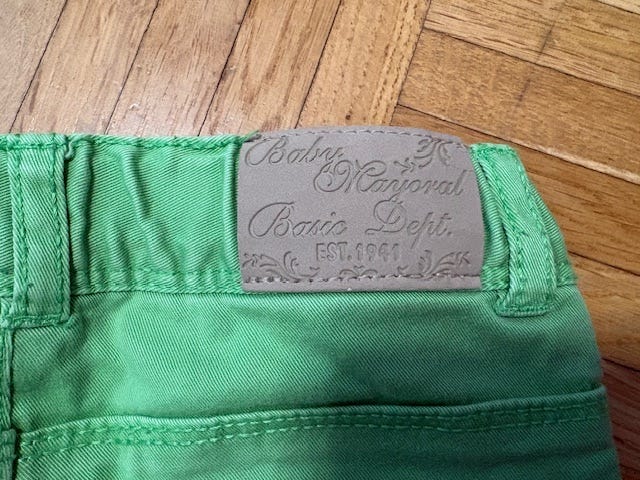 Baby
Mayoral
Basic Dept.
EST.1941